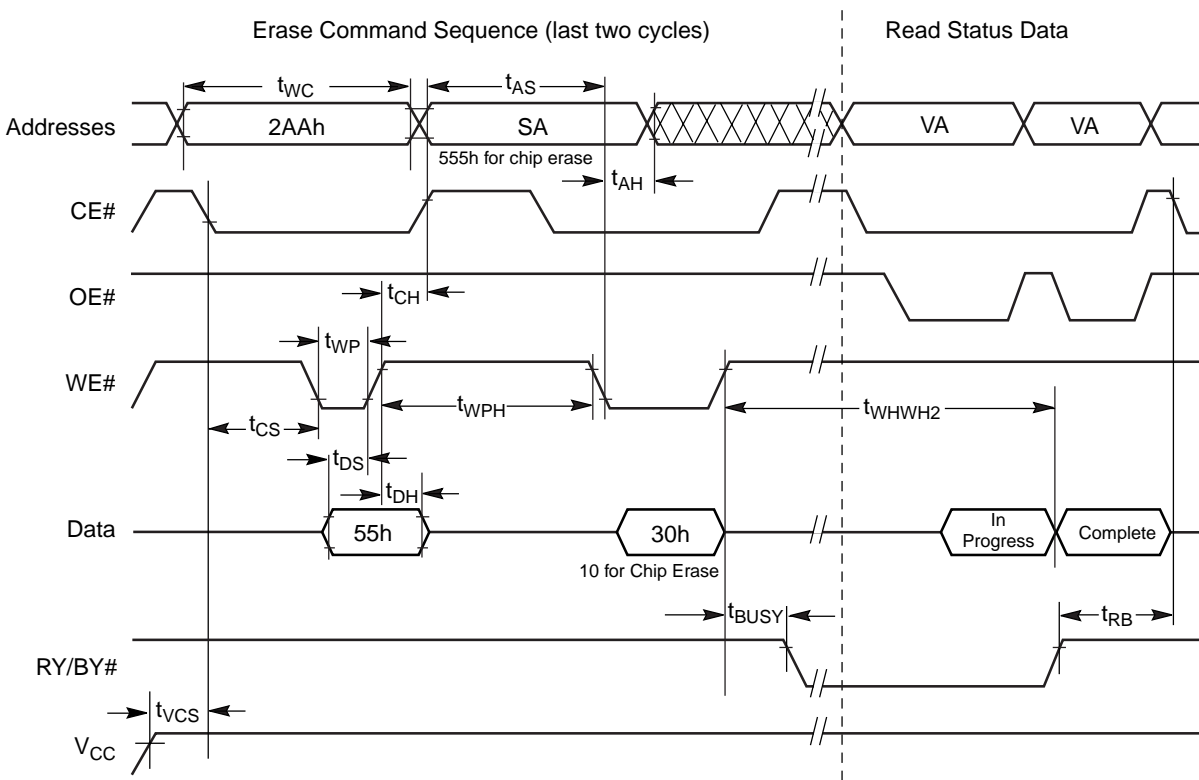 Erase Command Sequence (last two cycles)
Read Status Data
tWC
tAS
Addresses
2AAh
SA
VA
VA
555h for chip erase
tAH
CE#
OE#
tCH
tWP
WE#
tWPH
tWHWH2
tCS
tDS
tDH
Data
55h
30h
In
Progress
Complete
10 for Chip Erase
tBUSY
tRB
RY/BY#
tVCS
VCC